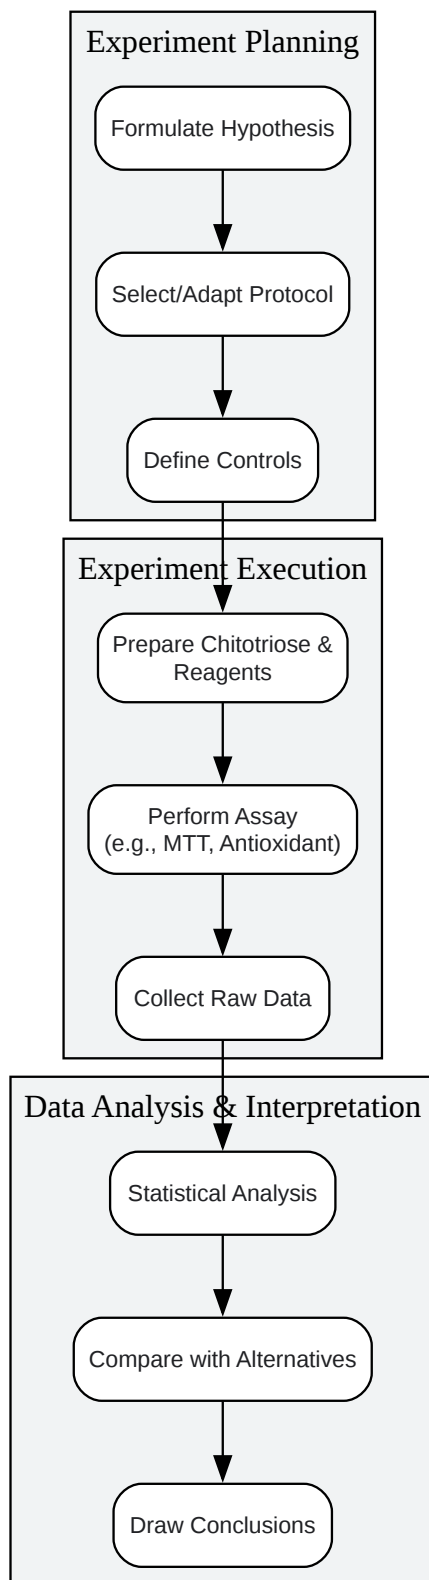 Experiment Planning
Formulate Hypothesis
Select/Adapt Protocol
Define Controls
Experiment Execution
Prepare Chitotriose &
Reagents
Perform Assay
(e.g., MTT, Antioxidant)
Collect Raw Data
Data Analysis & Interpretation
Statistical Analysis
Compare with Alternatives
Draw Conclusions